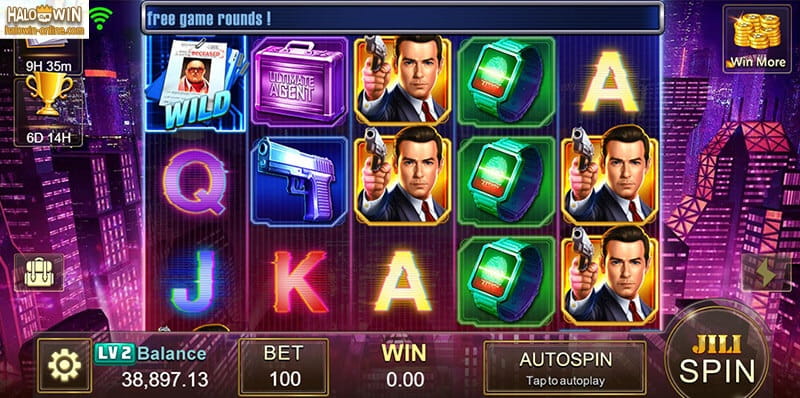 HALO WIN
halowin-online.com
free game rounds !
9H 35m
6D 14H
Win More
DECEASED
WILD
ULTIMATE
AGENT
A
Q
J
K
A
LV2 Balance
38,897.13
BET
100
WIN
0.00
AUTOSPIN
Tap to autoplay
JILI
SPIN